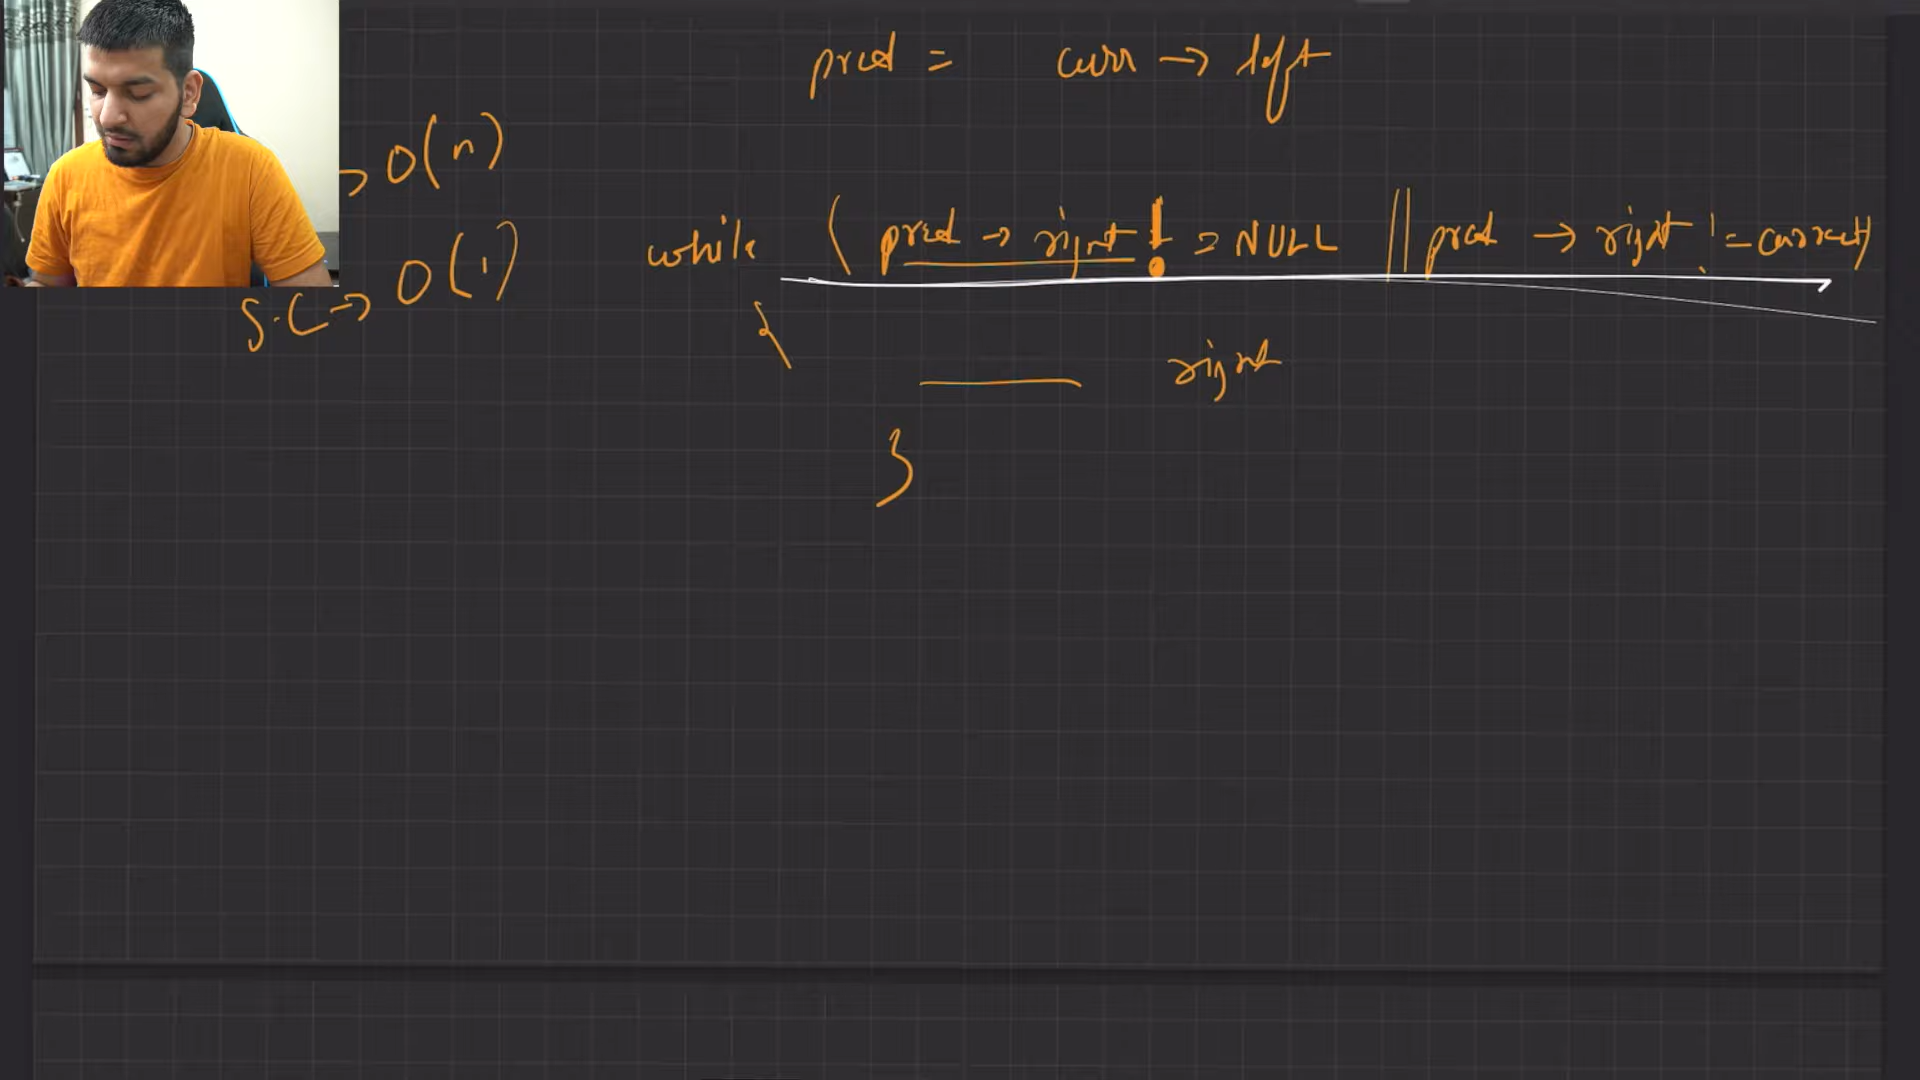 pred = curr → left
→ O(n)
while ( pred → right != NULL || pred → right != current)
S.C → O(1)
{
right
}